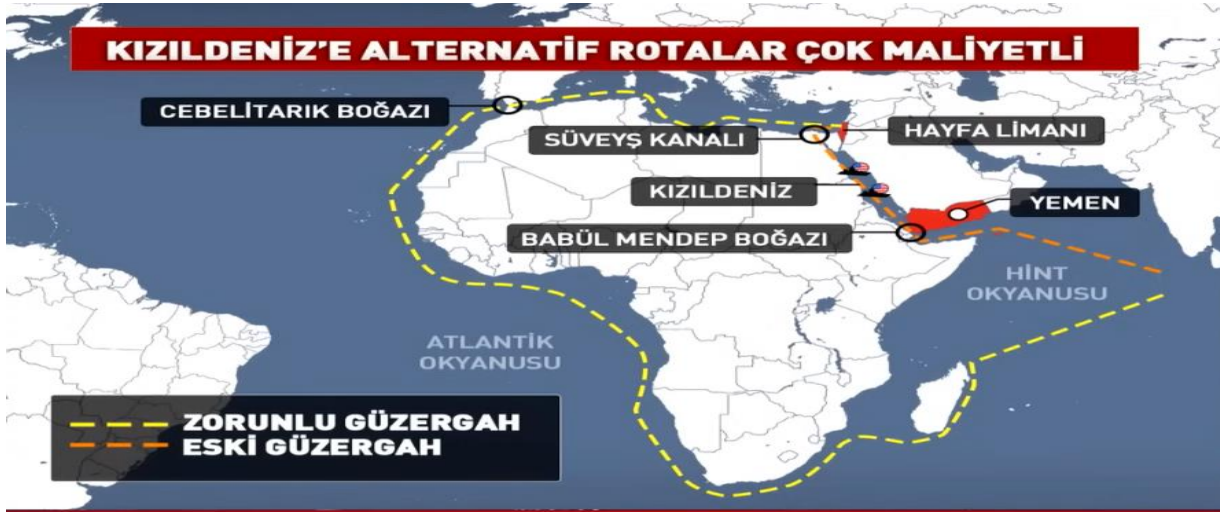 KIZILDENİZ'E ALTERNATİF ROTALAR ÇOK MALİYETLİ
CEBELİTARIK BOĞAZI
SÜVEYŞ KANALI
HAYFA LİMANI
KIZILDENİZ
YEMEN
BABÜL MENDEP BOĞAZI
HİNT
OKYANUSU
ATLANTİK
OKYANUSU
ZORUNLU GÜZERGAH
ESKİ GÜZERGAH